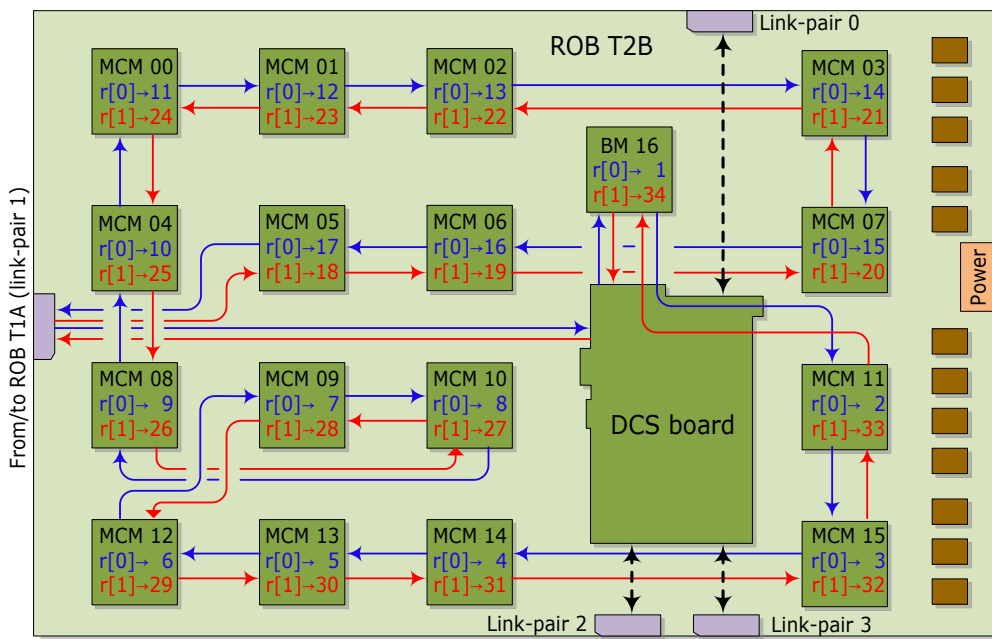 Link-pair 0
ROB T2B
MCM 00
r[0]→11
r[1]→24
MCM 01
r[0]→12
r[1]→23
MCM 02
r[0]→13
r[1]→22
MCM 03
r[0]→14
r[1]→21
BM 16
r[0]→ 1
r[1]→34
MCM 04
r[0]→10
r[1]→25
MCM 05
r[0]→17
r[1]→18
MCM 06
r[0]→16
r[1]→19
MCM 07
r[0]→15
r[1]→20
Power
From/to ROB T1A (link-pair 1)
MCM 08
r[0]→ 9
r[1]→26
MCM 09
r[0]→ 7
r[1]→28
MCM 10
r[0]→ 8
r[1]→27
DCS board
MCM 11
r[0]→ 2
r[1]→33
MCM 12
r[0]→ 6
r[1]→29
MCM 13
r[0]→ 5
r[1]→30
MCM 14
r[0]→ 4
r[1]→31
MCM 15
r[0]→ 3
r[1]→32
Link-pair 2
Link-pair 3